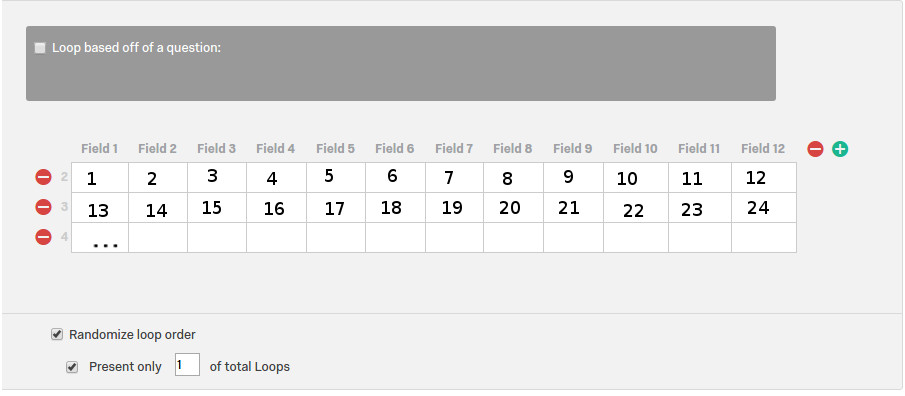 Loop based off of a question:
Field 1 Field 2 Field 3 Field 4 Field 5 Field 6 Field 7 Field 8 Field 9 Field 10 Field 11 Field 12
2 1 2 3 4 5 6 7 8 9 10 11 12
3 13 14 15 16 17 18 19 20 21 22 23 24
4 ...
Randomize loop order
Present only 1 of total Loops